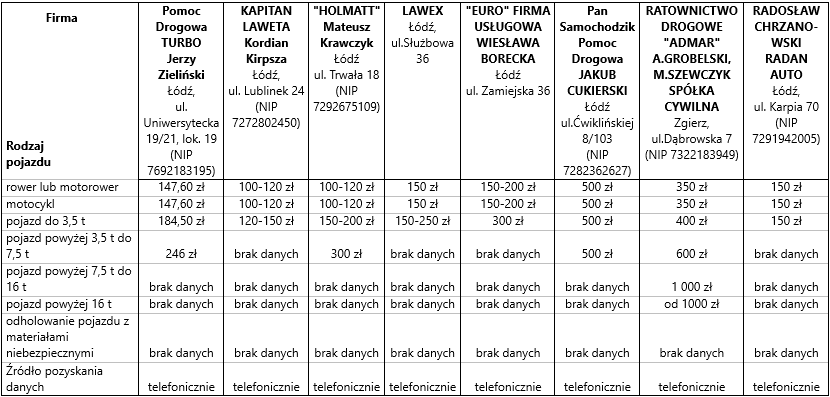 Firma
Rodzaj
pojazdu
Pomoc
Drogowa
TURBO
Jerzy
Zieliński
Łódź,
ul.
Uniwersytecka
19/21, lok. 19
(NIP
7692183195)
KAPITAN
LAWETA
Kordian
Kirpsza
Łódź,
ul. Lublinek 24
(NIP
7272802450)
"HOLMATT"
Mateusz
Krawczyk
Łódź
ul. Trwała 18
(NIP
7292675109)
LAWEX
Łódź,
ul.Służbowa
36
"EURO" FIRMA
USŁUGOWA
WIESŁAWA
BORECKA
Łódź
ul. Zamiejska 36
Pan
Samochodzik
Pomoc
Drogowa
JAKUB
CUKIERSKI
Łódź
ul.Ćwiklińskiej
8/103
(NIP
7282362627)
RATOWNICTWO
DROGOWE
"ADMAR"
A.GROBELSKI,
M.SZEWCZYK
SPÓŁKA
CYWILNA
Zgierz,
ul.Dąbrowska 7
(NIP 7322183949)
RADOSŁAW
CHRZANO-
WSKI
RADAN
AUTO
Łódź,
ul. Karpia 70
(NIP
7291942005)
rower lub motorower 147,60 zł 100-120 zł 100-120 zł 150 zł 150-200 zł 500 zł 350 zł 150 zł
motocykl 147,60 zł 100-120 zł 100-120 zł 150 zł 150-200 zł 500 zł 350 zł 150 zł
pojazd do 3,5 t 184,50 zł 120-150 zł 150-200 zł 150-250 zł 300 zł 500 zł 400 zł 150 zł
pojazd powyżej 3,5 t do
7,5 t 246 zł brak danych 300 zł brak danych brak danych 500 zł 600 zł brak danych
pojazd powyżej 7,5 t do
16 t brak danych brak danych brak danych brak danych brak danych brak danych 1 000 zł brak danych
pojazd powyżej 16 t brak danych brak danych brak danych brak danych brak danych brak danych od 1000 zł brak danych
odholowanie pojazdu z
materiałami
niebezpiecznymi brak danych brak danych brak danych brak danych brak danych brak danych brak danych brak danych
Źródło pozyskania
danych telefonicznie telefonicznie telefonicznie telefonicznie telefonicznie telefonicznie telefonicznie telefonicznie